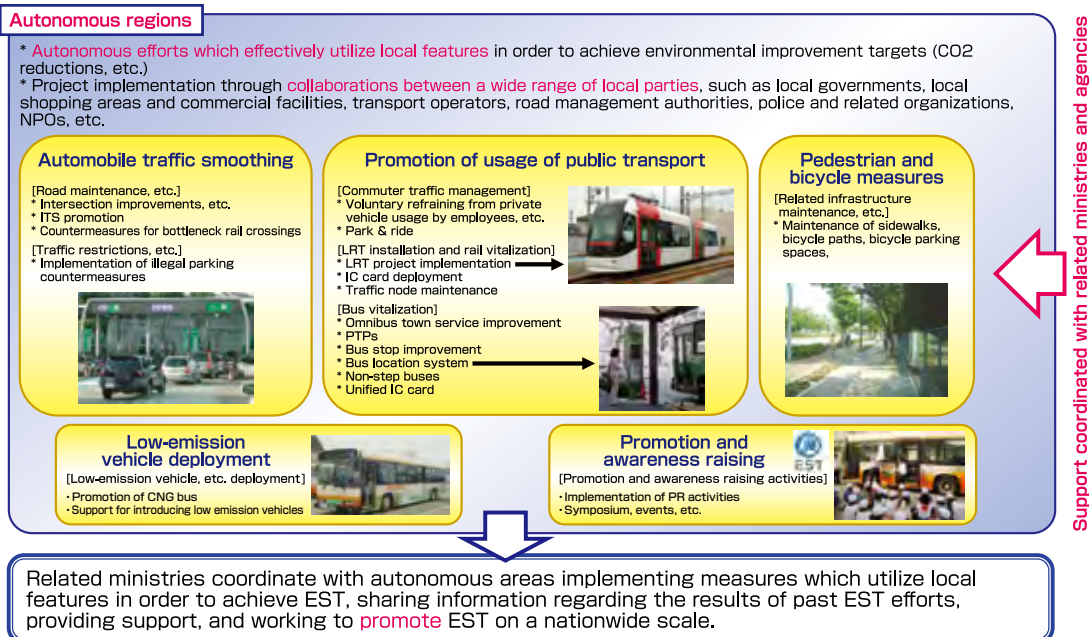 Autonomous regions
* Autonomous efforts which effectively utilize local features in order to achieve environmental improvement targets (CO2
reductions, etc.)
* Project implementation through collaborations between a wide range of local parties, such as local governments, local
shopping areas and commercial facilities, transport operators, road management authorities, police and related organizations,
NPOs, etc.
Automobile traffic smoothing
[Road maintenance, etc.]
* Intersection improvements, etc.
* ITS promotion
* Countermeasures for bottleneck rail crossings
[Traffic restrictions, etc.]
* Implementation of illegal parking
countermeasures
Promotion of usage of public transport
[Commuter traffic management]
* Voluntary refraining from private
vehicle usage by employees, etc.
* Park & ride
[LRT installation and rail vitalization]
* LRT project implementation
* IC card deployment
* Traffic node maintenance
[Bus vitalization]
* Omnibus town service improvement
* PTPs
* Bus stop improvement
* Bus location system
* Non-step buses
* Unified IC card
Pedestrian and
bicycle measures
[Related infrastructure
maintenance, etc.]
* Maintenance of sidewalks,
bicycle paths, bicycle parking
spaces,
Low-emission
vehicle deployment
[Low-emission vehicle, etc. deployment]
・Promotion of CNG bus
・Support for introducing low emission vehicles
Promotion and
awareness raising
EST
[Promotion and awareness raising activities]
・Implementation of PR activities
・Symposium, events, etc.
Support coordinated with related ministries and agencies
Related ministries coordinate with autonomous areas implementing measures which utilize local
features in order to achieve EST, sharing information regarding the results of past EST efforts,
providing support, and working to promote EST on a nationwide scale.